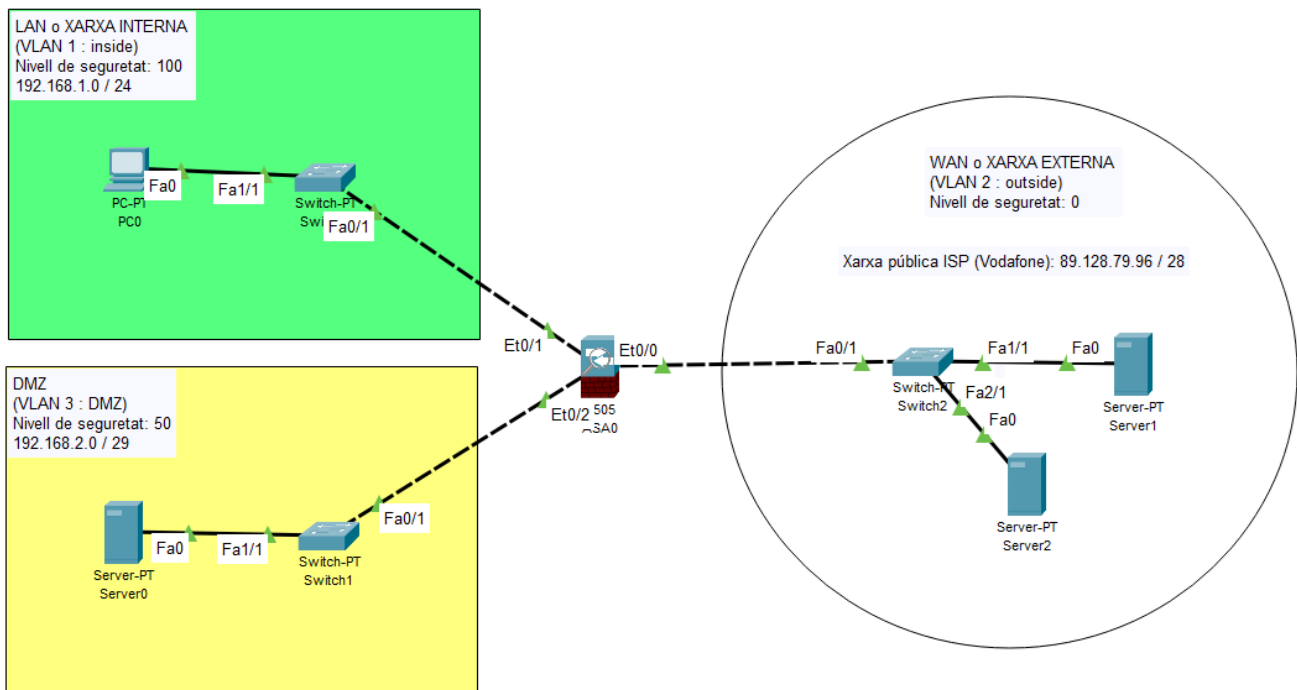 LAN o XARXA INTERNA
(VLAN 1 : inside)
Nivell de seguretat: 100
192.168.1.0 / 24
Fa0
Fa1/1
PC-PT
PC0
Switch-PT
Fa0/1
Et0/1
Et0/0
Et0/2
505
DMZ
(VLAN 3 : DMZ)
Nivell de seguretat: 50
192.168.2.0 / 29
Fa0/1
Fa0
Fa1/1
Server-PT
Server0
Switch-PT
Switch1
WAN o XARXA EXTERNA
(VLAN 2 : outside)
Nivell de seguretat: 0
Xarxa pública ISP (Vodafone): 89.128.79.96 / 28
Fa0/1
Fa1/1
Fa0
Switch-PT
Switch2
Fa2/1
Fa0
Server-PT
Server1
Server-PT
Server2